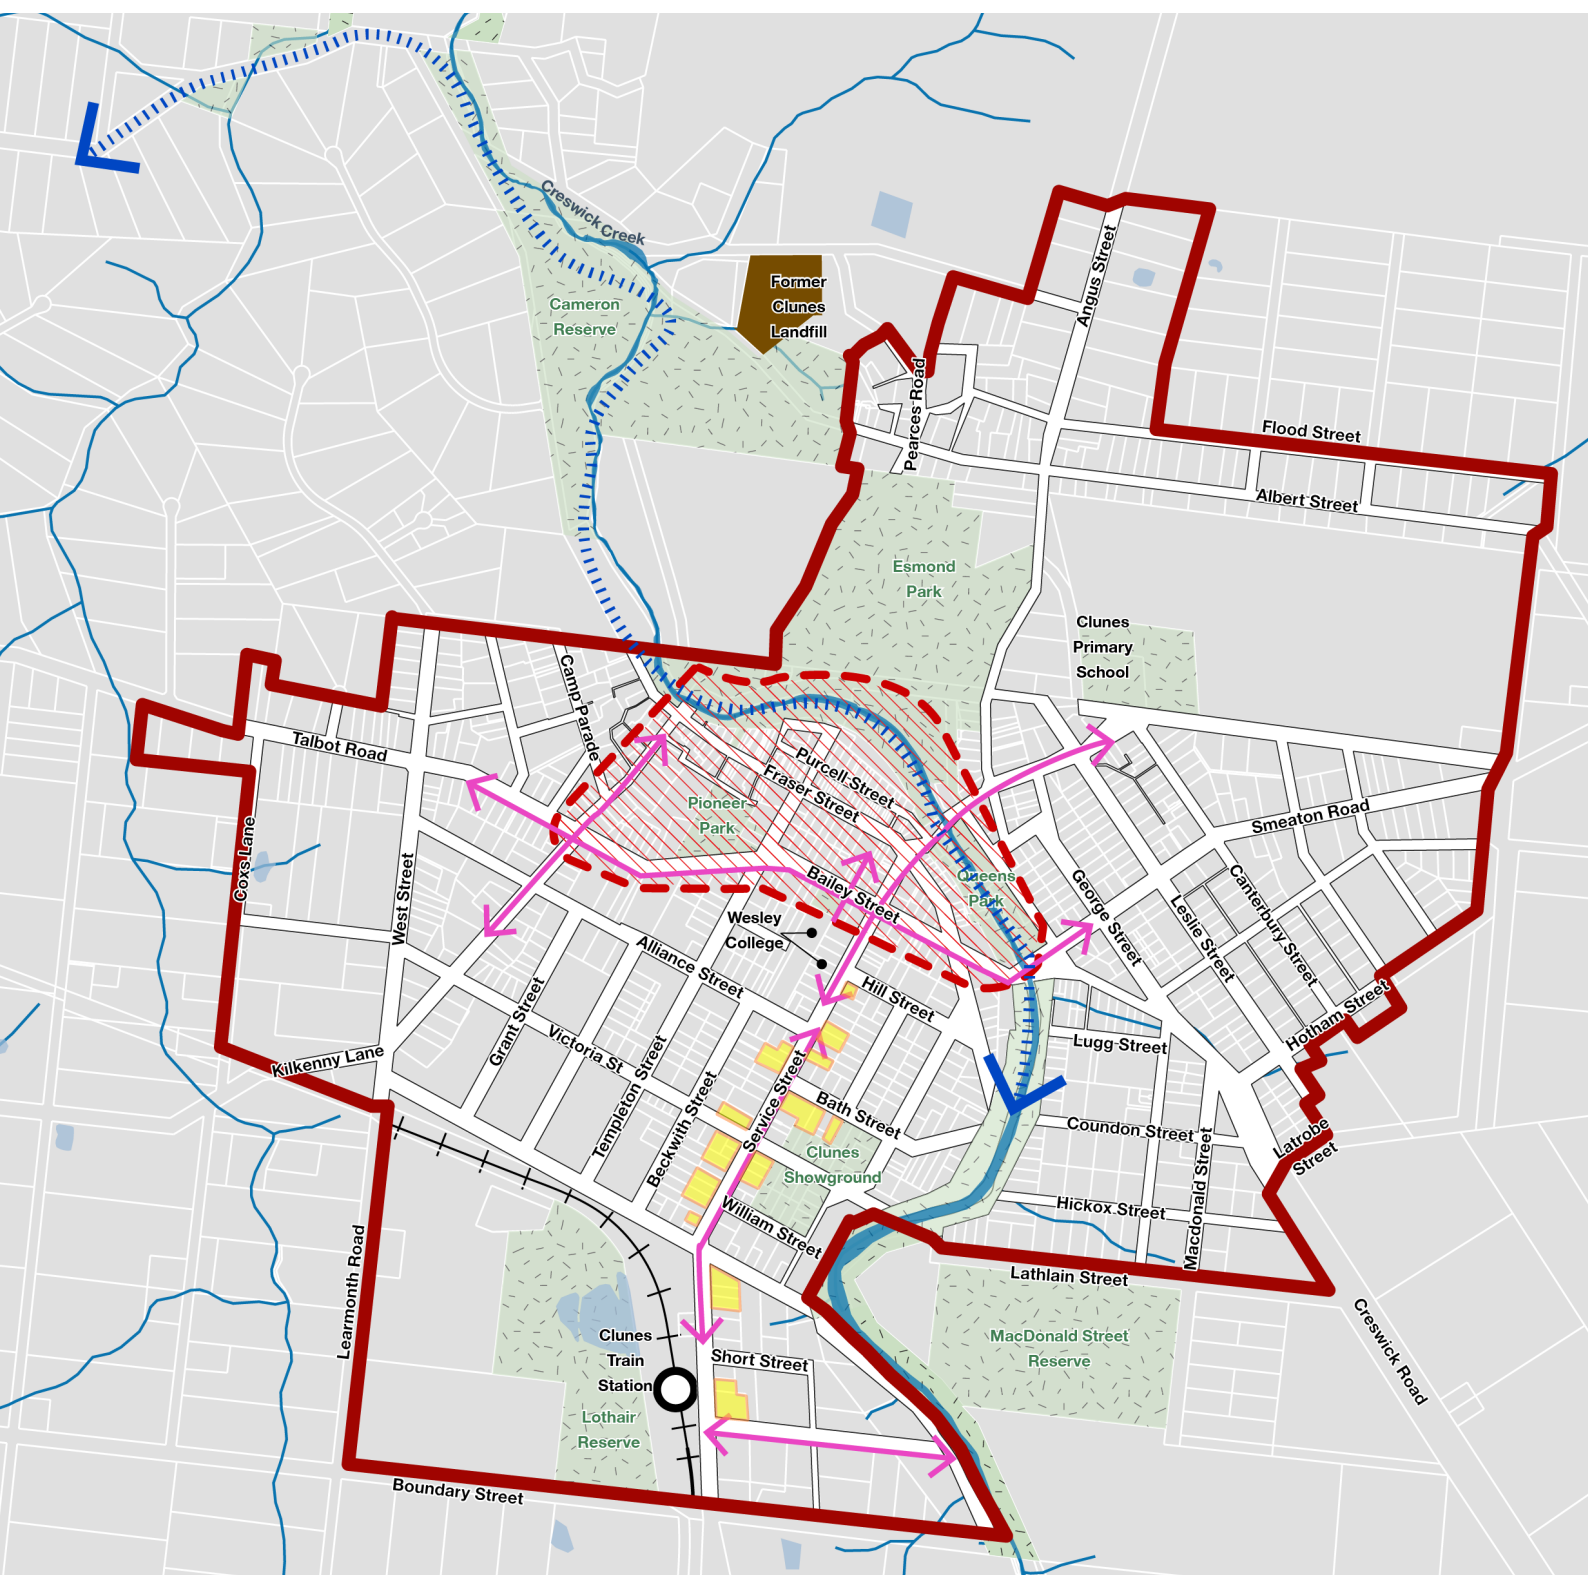 Creswick Creek
Cameron
Reserve
Former
Clunes
Landfill
Angus Street
Pearces Road
Flood Street
Albert Street
Esmond
Park
Clunes
Primary
School
Camp Parade
Talbot Road
Purcell Street
Fraser Street
Pioneer
Park
Smeaton Road
Coxs Lane
West Street
Bailey Street
Queens
Park
George Street
Leslie Street
Canterbury Street
Wesley
College
Alliance Street
Hill Street
Hotham Street
Grant Street
Victoria St
Lugg Street
Kilkenny Lane
Templeton Street
Beckwith Street
Service Street
Bath Street
Coundon Street
Latrobe
Street
Clunes
Showground
Macdonald Street
Hickox Street
William Street
Learmonth Road
Lathlain Street
Clunes
Train
Station
MacDonald Street
Reserve
Creswick Road
Short Street
Lothair
Reserve
Boundary Street